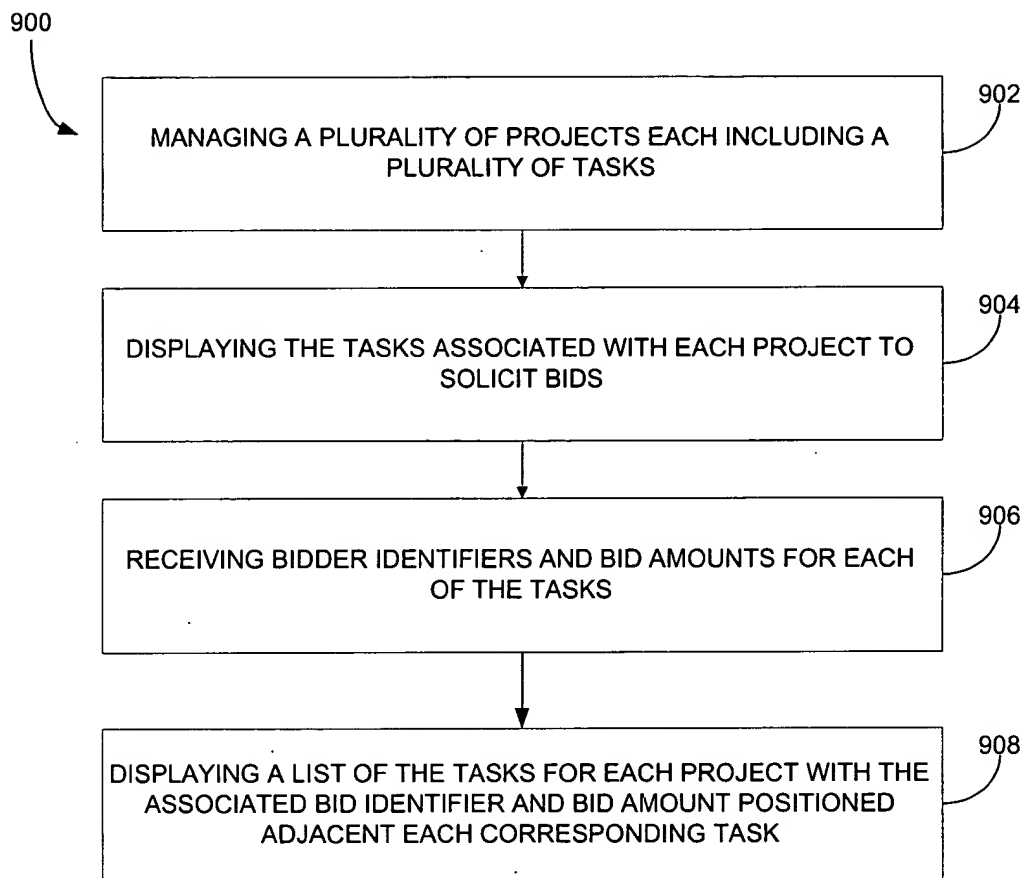 900
902
MANAGING A PLURALITY OF PROJECTS EACH INCLUDING A
PLURALITY OF TASKS
904
DISPLAYING THE TASKS ASSOCIATED WITH EACH PROJECT TO
SOLICIT BIDS
906
RECEIVING BIDDER IDENTIFIERS AND BID AMOUNTS FOR EACH
OF THE TASKS
908
DISPLAYING A LIST OF THE TASKS FOR EACH PROJECT WITH THE
ASSOCIATED BID IDENTIFIER AND BID AMOUNT POSITIONED
ADJACENT EACH CORRESPONDING TASK